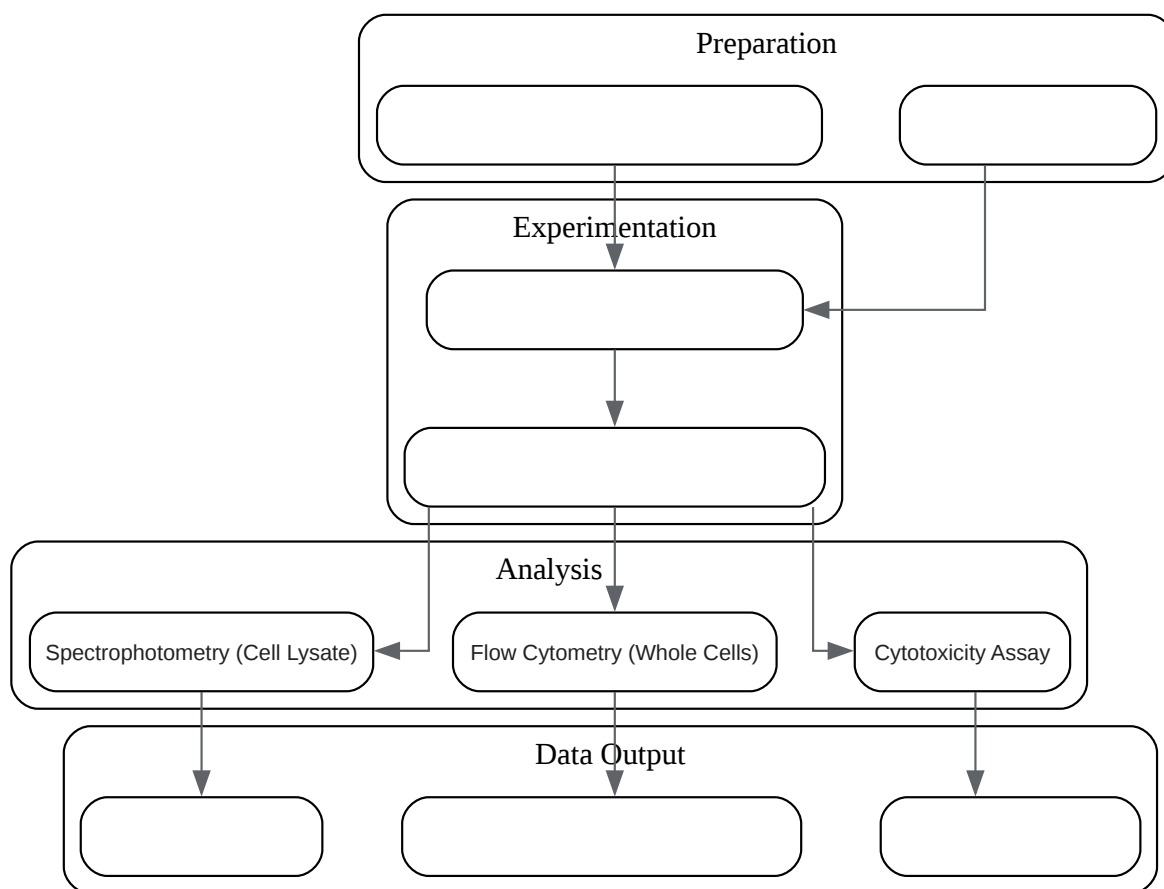 Preparation
Experimentation
Analysis
Spectrophotometry (Cell Lysate)
Flow Cytometry (Whole Cells)
Cytotoxicity Assay
Data Output